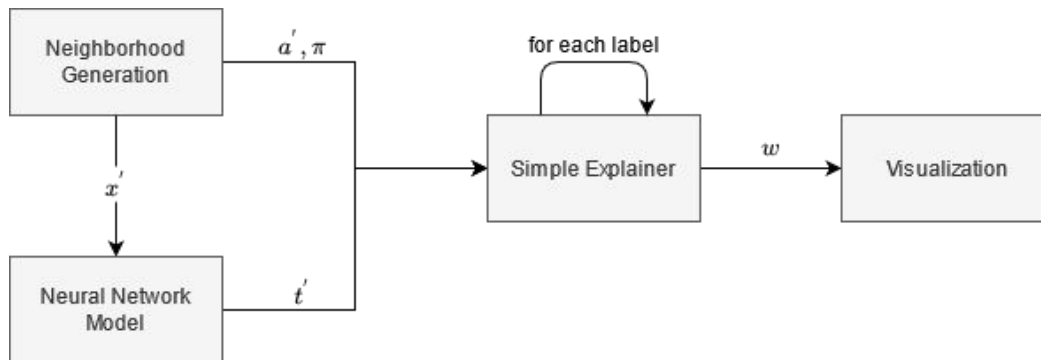 Neighborhood
Generation
a', π
for each label
x'
Simple Explainer
w
Visualization
Neural Network
Model
t'